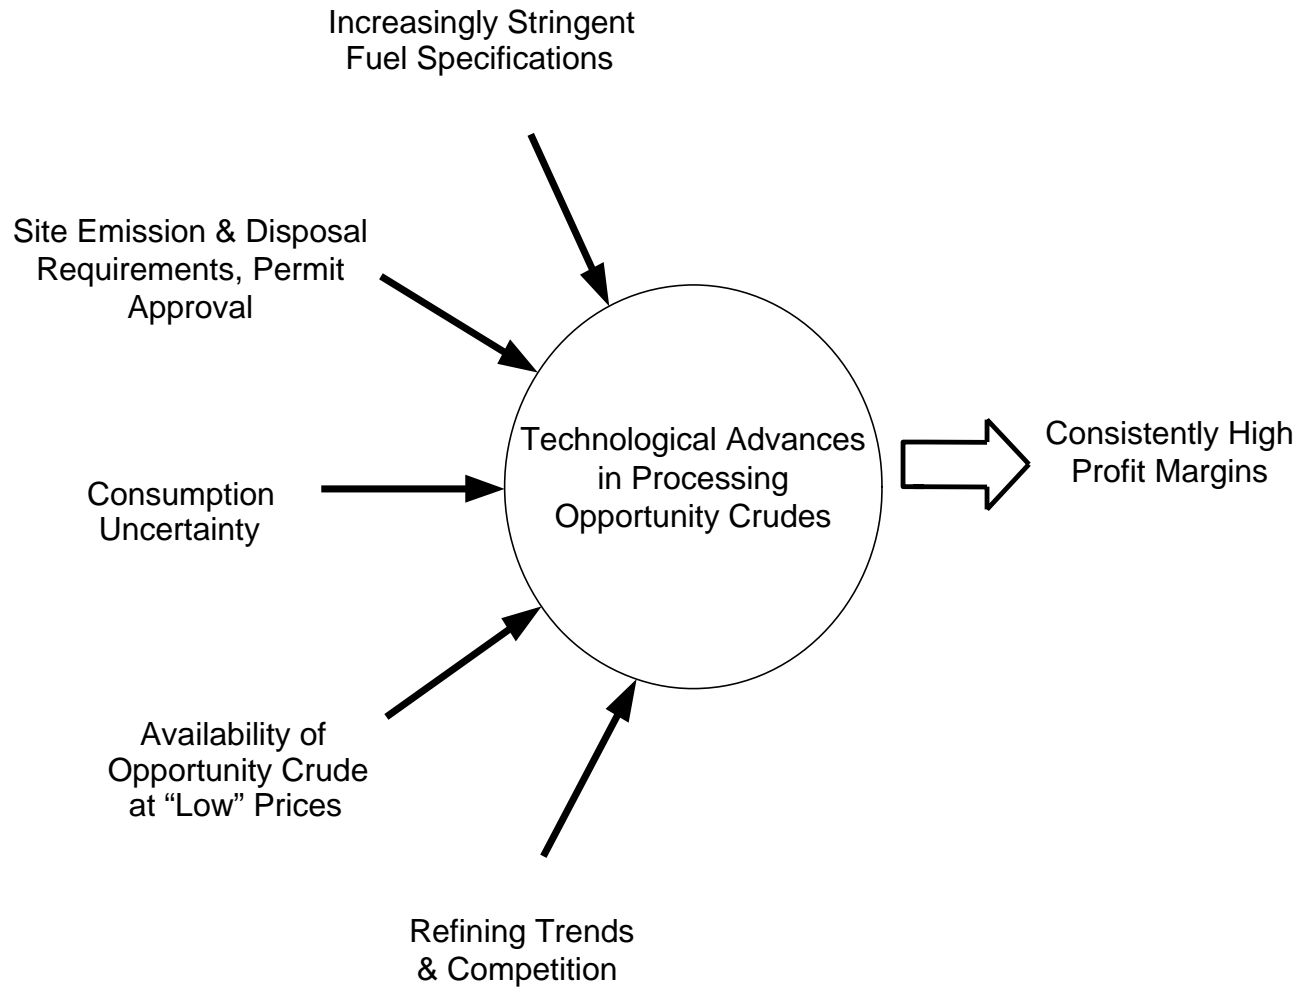 Increasingly Stringent
Fuel Specifications
Site Emission & Disposal
Requirements, Permit
Approval
Technological Advances
in Processing
Opportunity Crudes
Consistently High
Profit Margins
Consumption
Uncertainty
Availability of
Opportunity Crude
at “Low” Prices
Refining Trends
& Competition